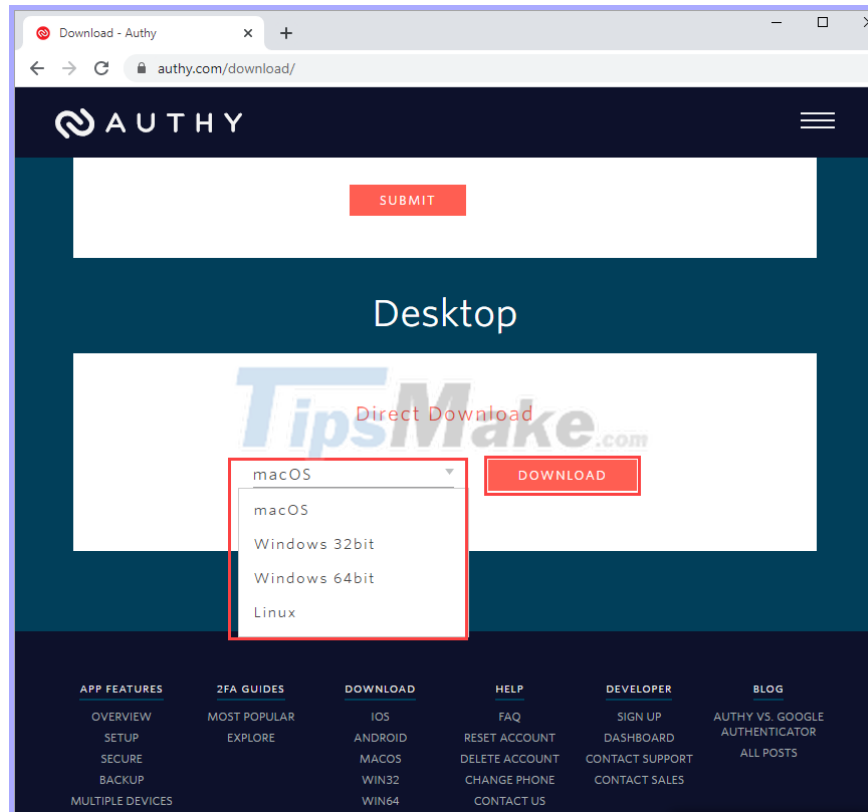 Download - Authy
authy.com/download/
AUTHY
SUBMIT
Desktop
TipsMake.com
Direct Download
macOS
DOWNLOAD
macOS
Windows 32bit
Windows 64bit
Linux
APP FEATURES
OVERVIEW
SETUP
SECURE
BACKUP
MULTIPLE DEVICES
2FA GUIDES
MOST POPULAR
EXPLORE
DOWNLOAD
IOS
ANDROID
MACOS
WIN32
WIN64
HELP
FAQ
RESET ACCOUNT
DELETE ACCOUNT
CHANGE PHONE
CONTACT US
DEVELOPER
SIGN UP
DASHBOARD
CONTACT SUPPORT
CONTACT SALES
BLOG
AUTHY VS. GOOGLE
AUTHENTICATOR
ALL POSTS